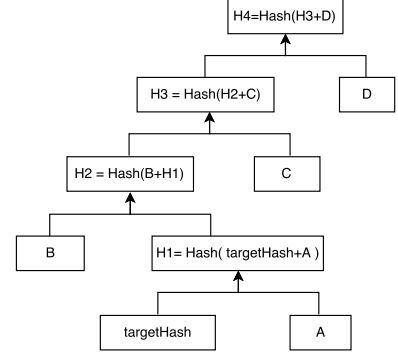 H4=Hash(H3+D)
H3 = Hash(H2+C)
D
H2 = Hash(B+H1)
C
B
H1= Hash( targetHash+A )
targetHash
A